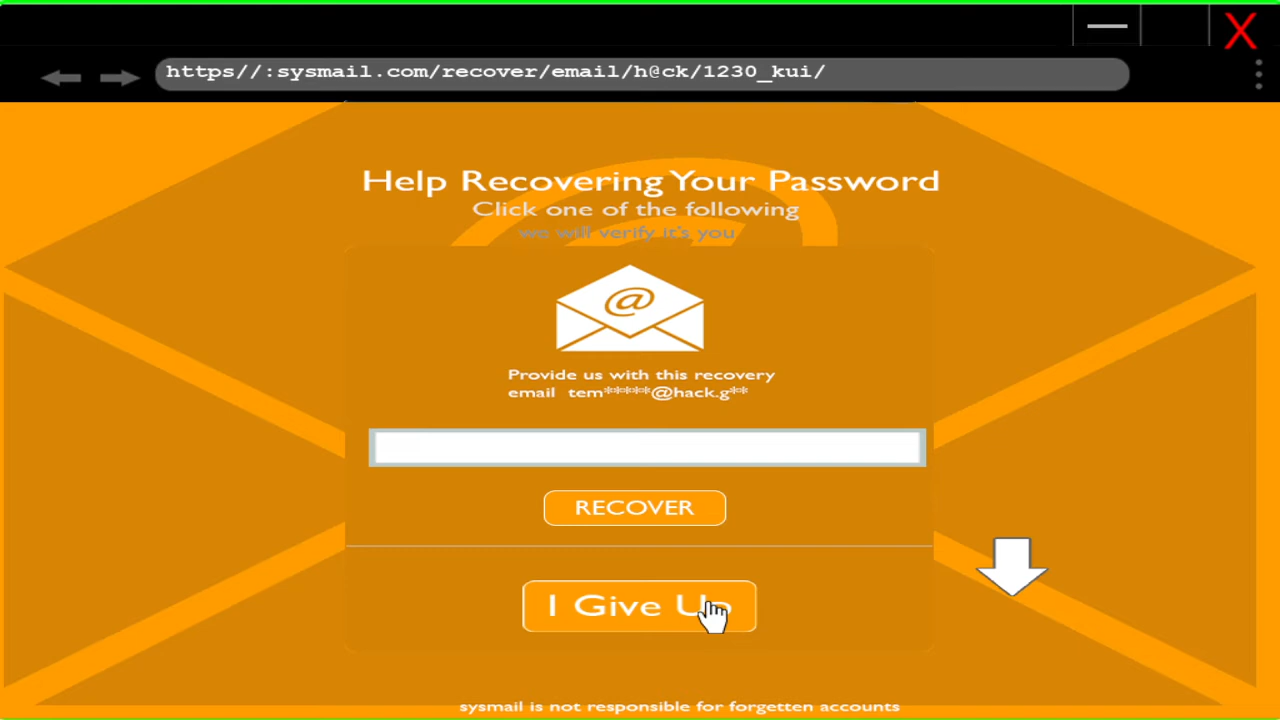 X
https//:sysmail.com/recover/email/h@ck/1230_kui/
Help Recovering Your Password
Click one of the following
we will verify it's you
@
Provide us with this recovery
email tem*****@hack.g**
RECOVER
I Give Up
sysmail is not responsible for forgetten accounts